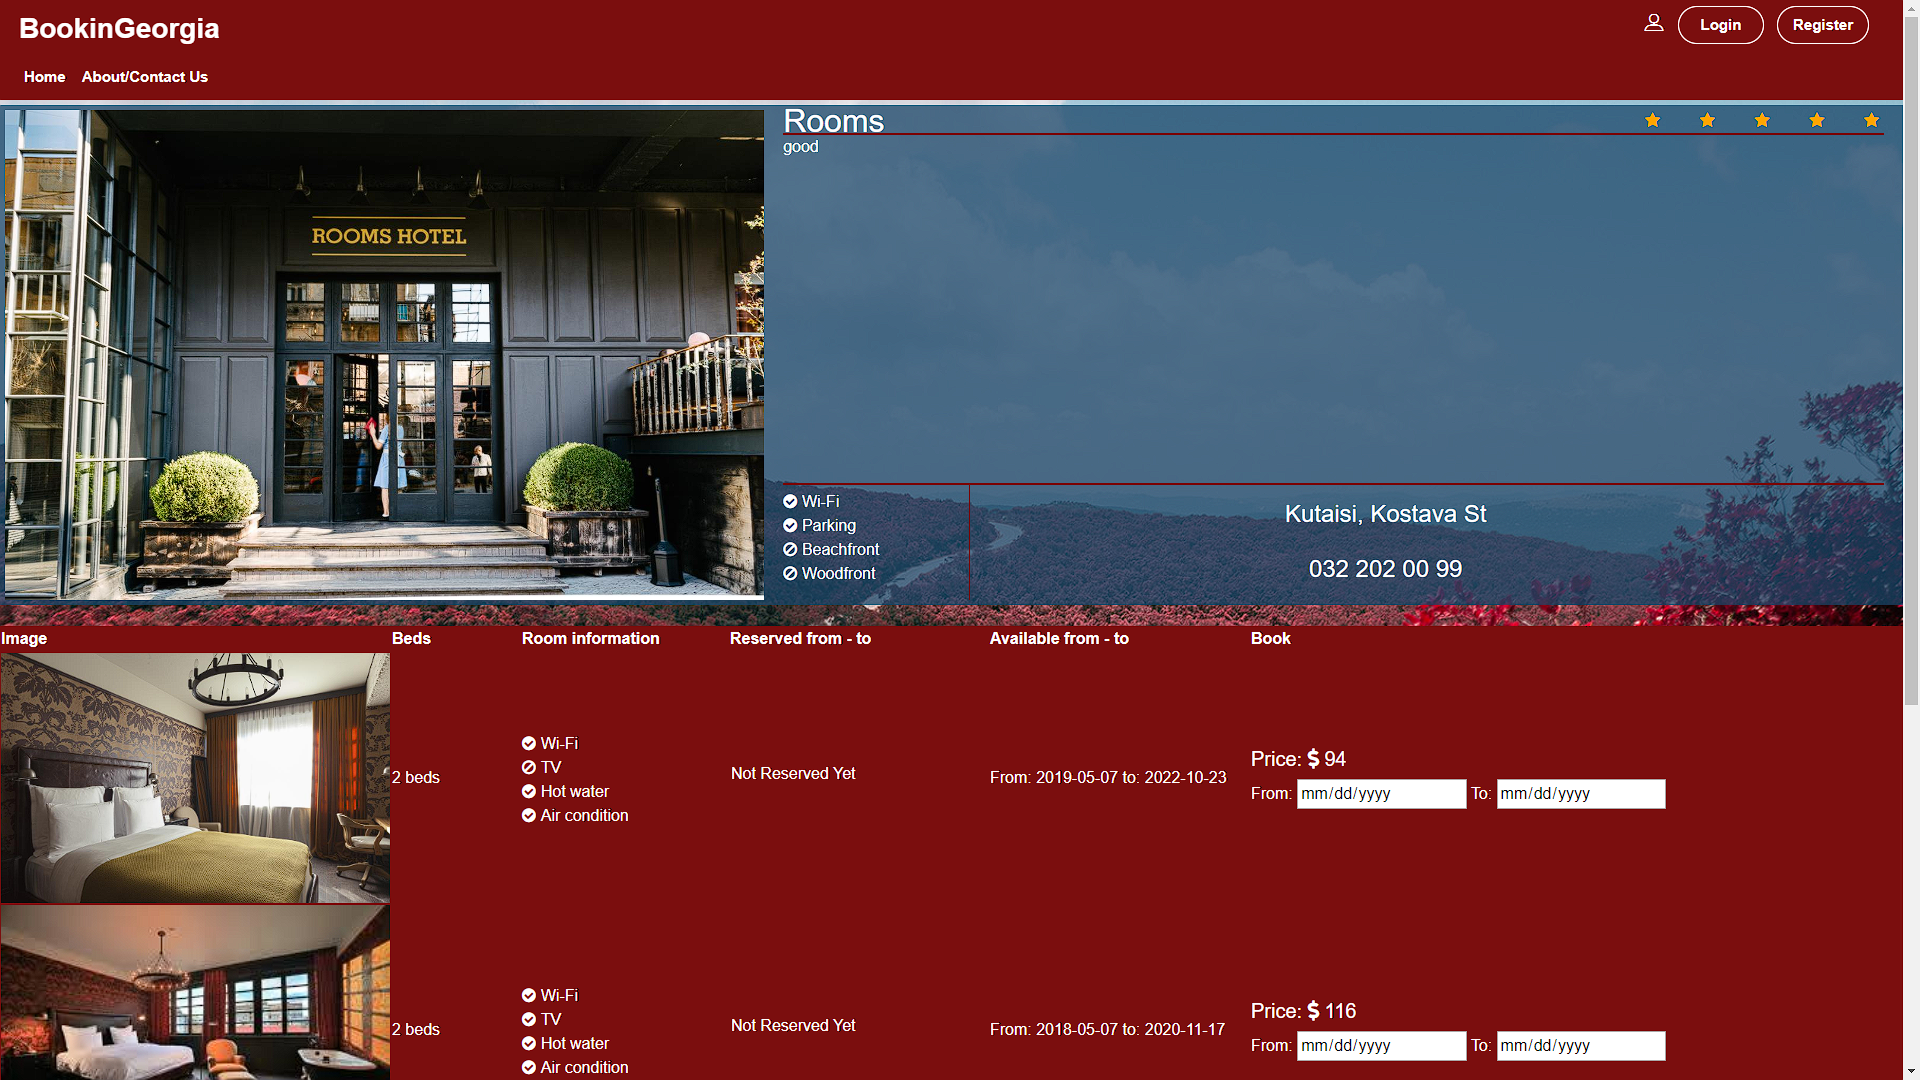 BookinGeorgia
Login
Register
Home
About/Contact Us
Rooms
good
ROOMS HOTEL
Wi-Fi
Parking
Beachfront
Woodfront
Kutaisi, Kostava St
032 202 00 99
Image
Beds
Room information
Reserved from - to
Available from - to
Book
2 beds
Wi-Fi
TV
Hot water
Air condition
Not Reserved Yet
From: 2019-05-07 to: 2022-10-23
Price: $ 94
From: mm/dd/yyyy To: mm/dd/yyyy
2 beds
Wi-Fi
TV
Hot water
Air condition
Not Reserved Yet
From: 2018-05-07 to: 2020-11-17
Price: $ 116
From: mm/dd/yyyy To: mm/dd/yyyy